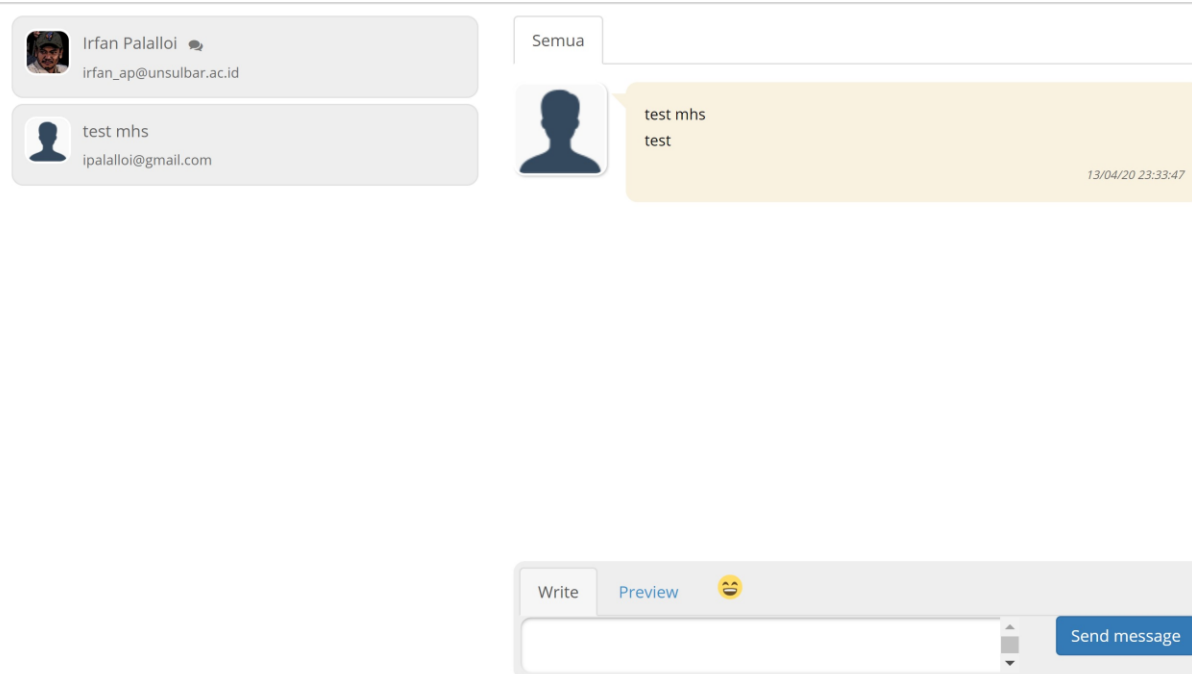 Irfan Palalloi
irfan_ap@unsulbar.ac.id
test mhs
ipalalloi@gmail.com
Semua
test mhs
test
13/04/20 23:33:47
Write Preview
Send message